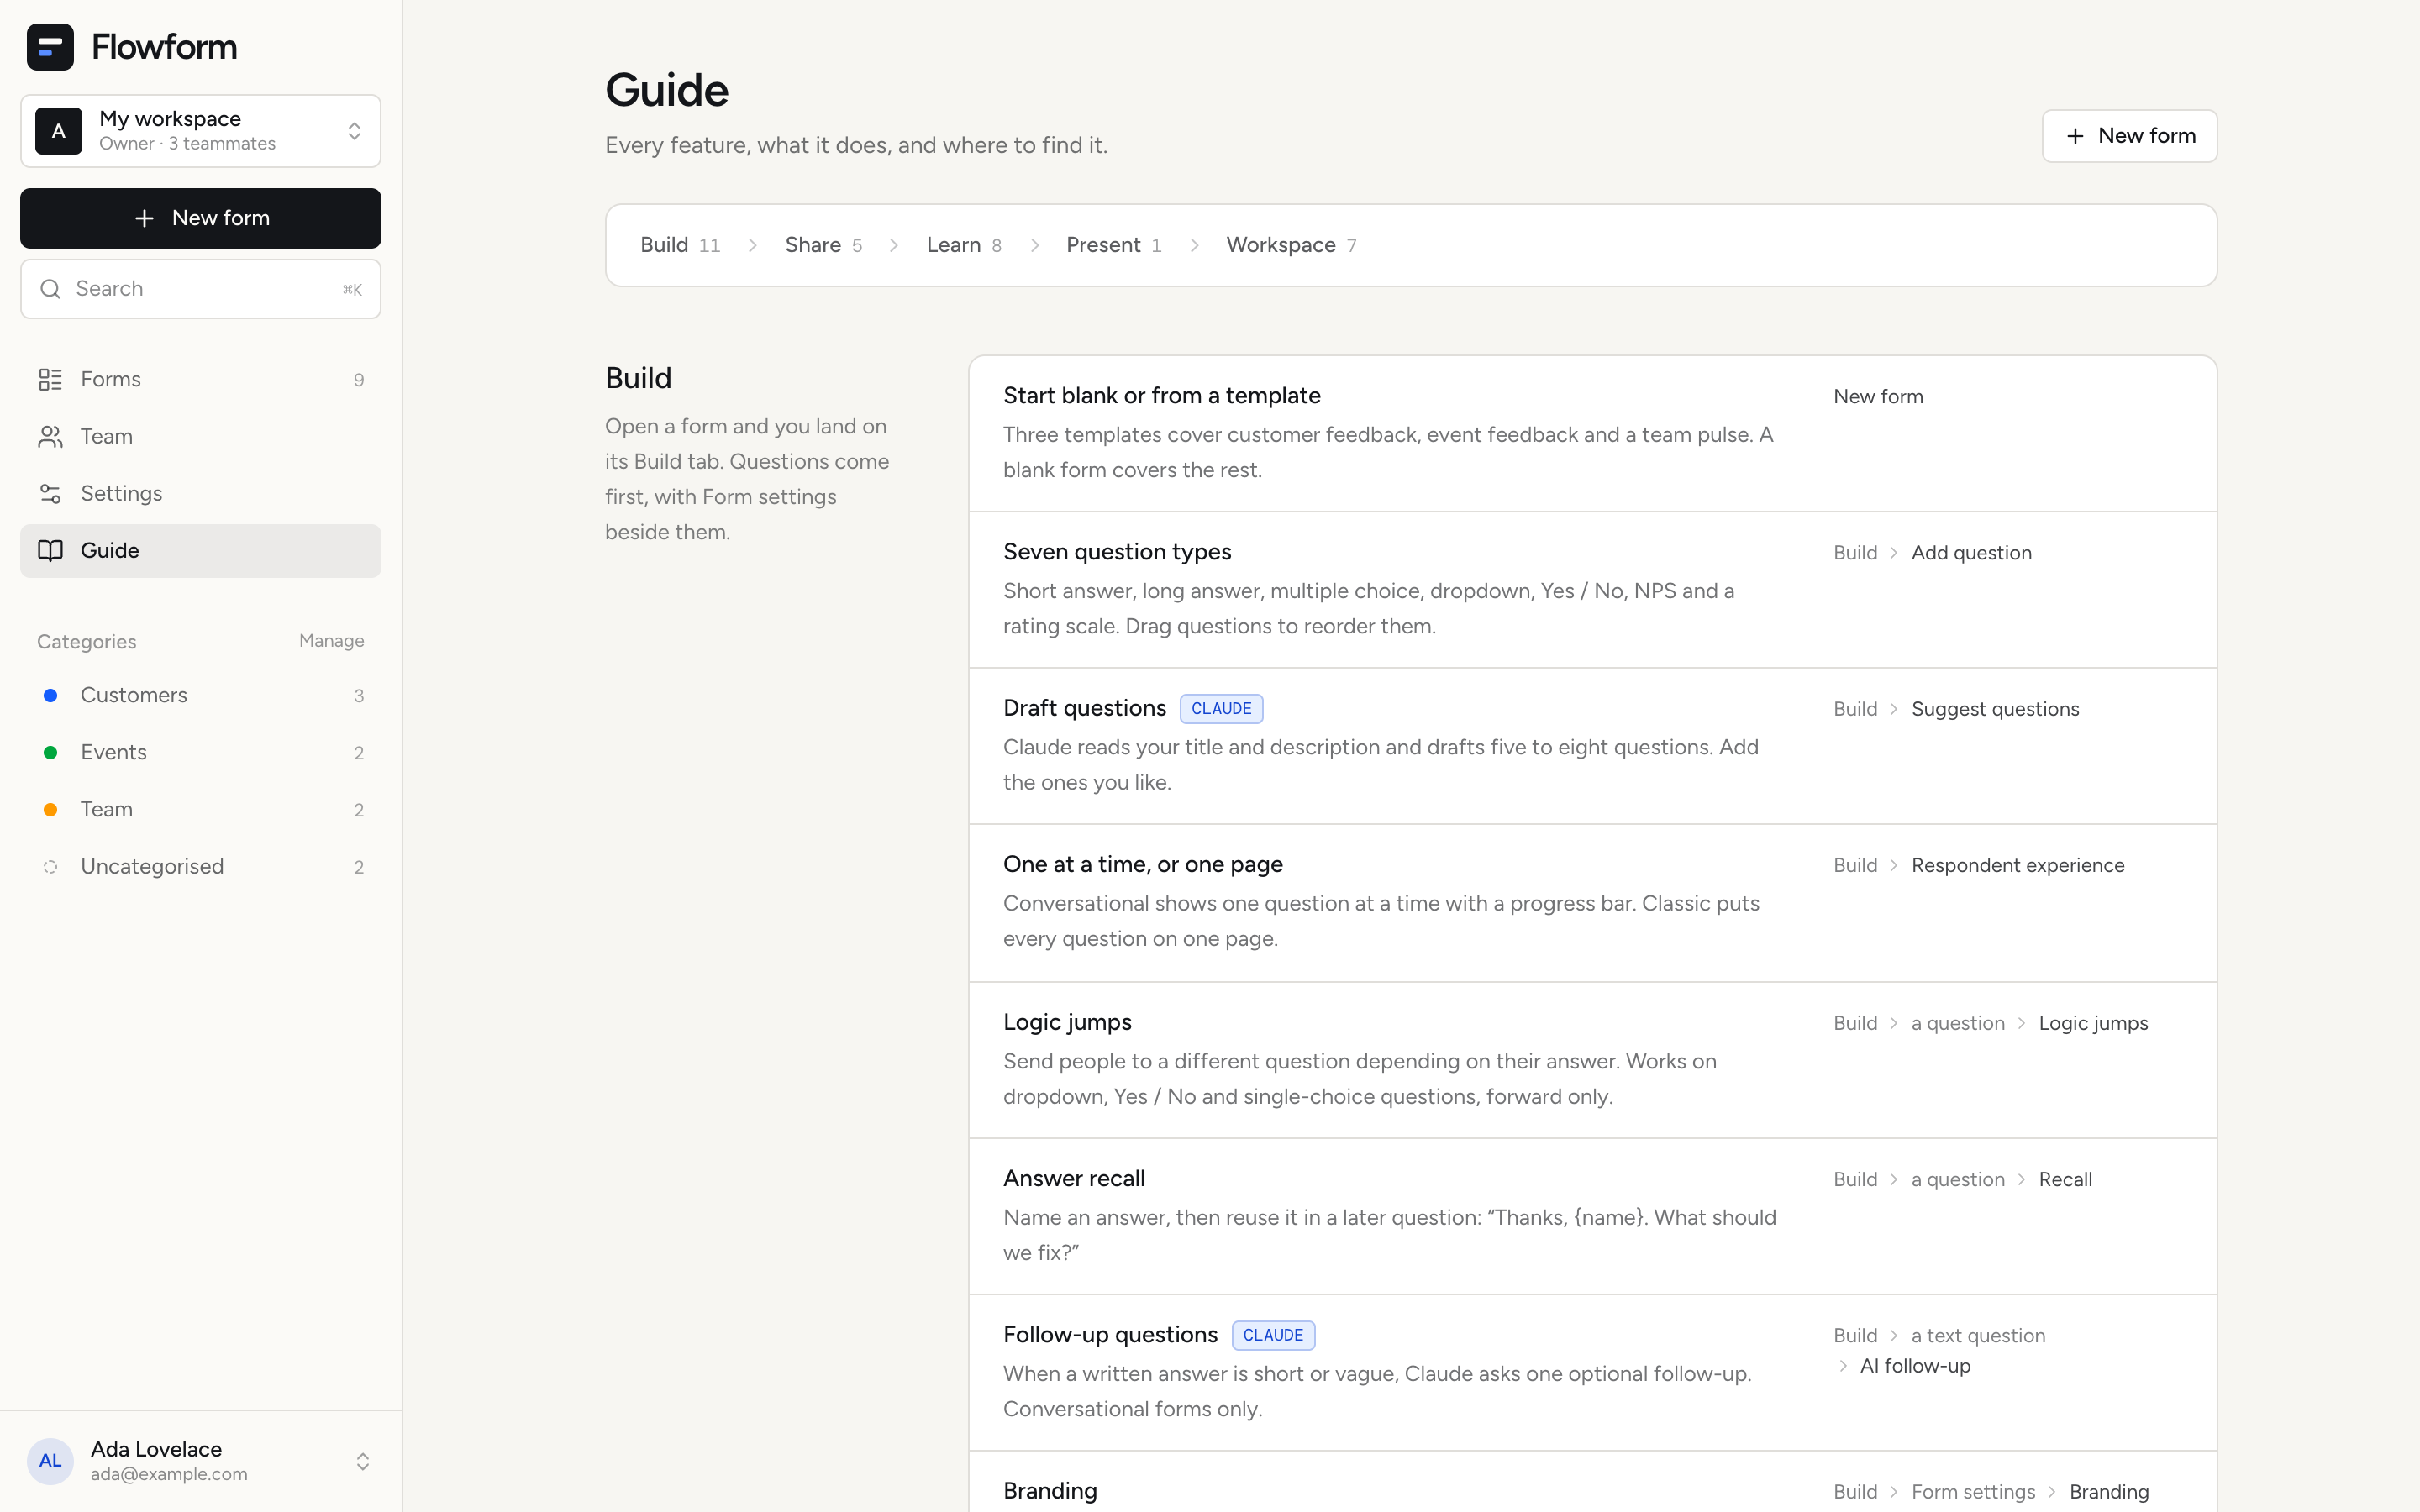 Flowform
A
My workspace
Owner · 3 teammates
New form
Search
⌘K
Forms 9
Team
Settings
Guide
Categories Manage
Customers 3
Events 2
Team 2
Uncategorised 2
AL
Ada Lovelace
ada@example.com
Guide
Every feature, what it does, and where to find it.
New form
Build 11 > Share 5 > Learn 8 > Present 1 > Workspace 7
Build
Open a form and you land on
its Build tab. Questions come
first, with Form settings
beside them.
Start blank or from a template
Three templates cover customer feedback, event feedback and a team pulse. A
blank form covers the rest.
New form
Seven question types
Short answer, long answer, multiple choice, dropdown, Yes / No, NPS and a
rating scale. Drag questions to reorder them.
Build > Add question
Draft questions CLAUDE
Claude reads your title and description and drafts five to eight questions. Add
the ones you like.
Build > Suggest questions
One at a time, or one page
Conversational shows one question at a time with a progress bar. Classic puts
every question on one page.
Build > Respondent experience
Logic jumps
Send people to a different question depending on their answer. Works on
dropdown, Yes / No and single-choice questions, forward only.
Build > a question > Logic jumps
Answer recall
Name an answer, then reuse it in a later question: “Thanks, {name}. What should
we fix?”
Build > a question > Recall
Follow-up questions CLAUDE
When a written answer is short or vague, Claude asks one optional follow-up.
Conversational forms only.
Build > a text question
> AI follow-up
Branding
Build > Form settings > Branding